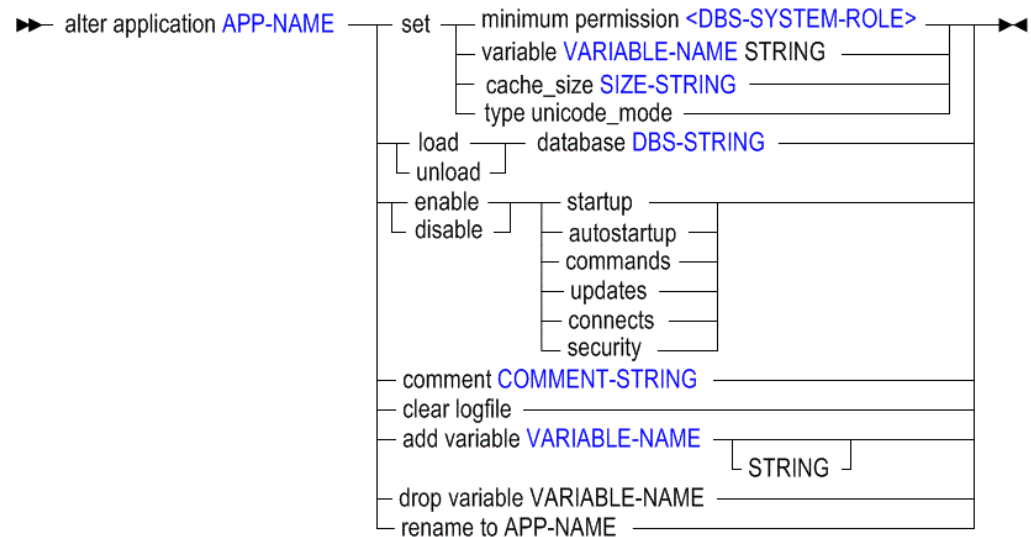 alter application APP-NAME set minimum permission <DBS-SYSTEM-ROLE>
variable VARIABLE-NAME STRING
cache_size SIZE-STRING
type unicode_mode
load database DBS-STRING
unload
enable startup
disable autostartup
commands
updates
connects
security
comment COMMENT-STRING
clear logfile
add variable VARIABLE-NAME
STRING
drop variable VARIABLE-NAME
rename to APP-NAME